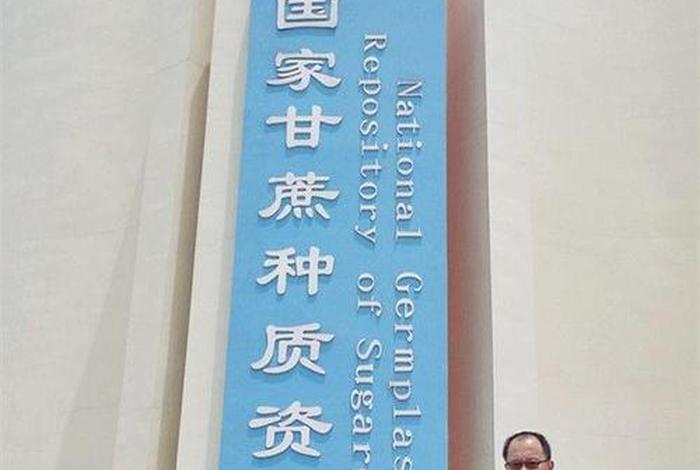 国家甘蔗种质资
National Germplas
Repository of Sugar